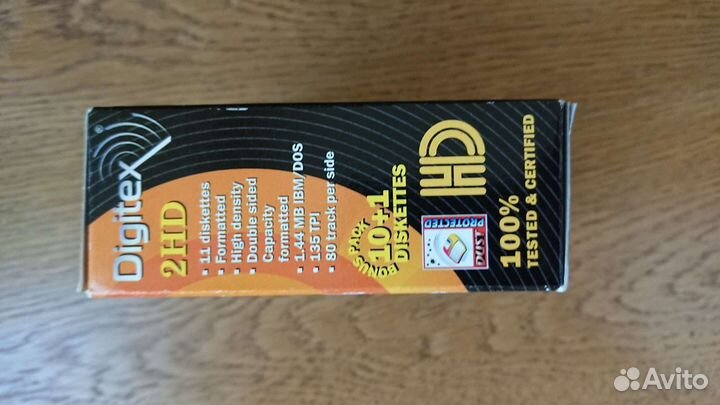 Digitex®
2HD
▪ 11 diskettes
▪ Formatted
▪ High density
▪ Double sided
▪ Capacity
formatted
▪ 1.44 MB IBM/DOS
▪ 135 TPI
▪ 80 track per side
BONUS PACK
10+1
DISKETTES
DUST
PROTECTED
HD
100%
TESTED & CERTIFIED
Avito